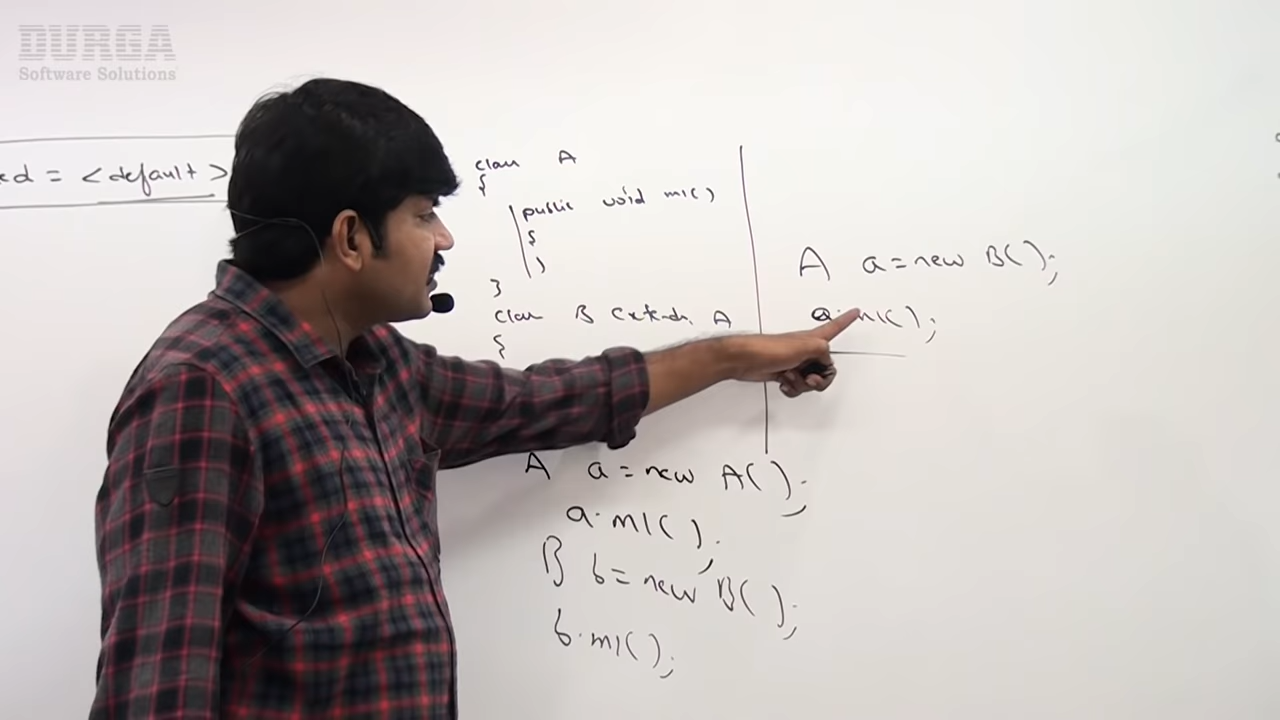 DURGA
Software Solutions
ed = <default>
class A
{
public void m1()
{
}
}
class B extends A
{
A a = new A();
a.m1();
B b = new B();
b.m1();
A a = new B();
a.m1();